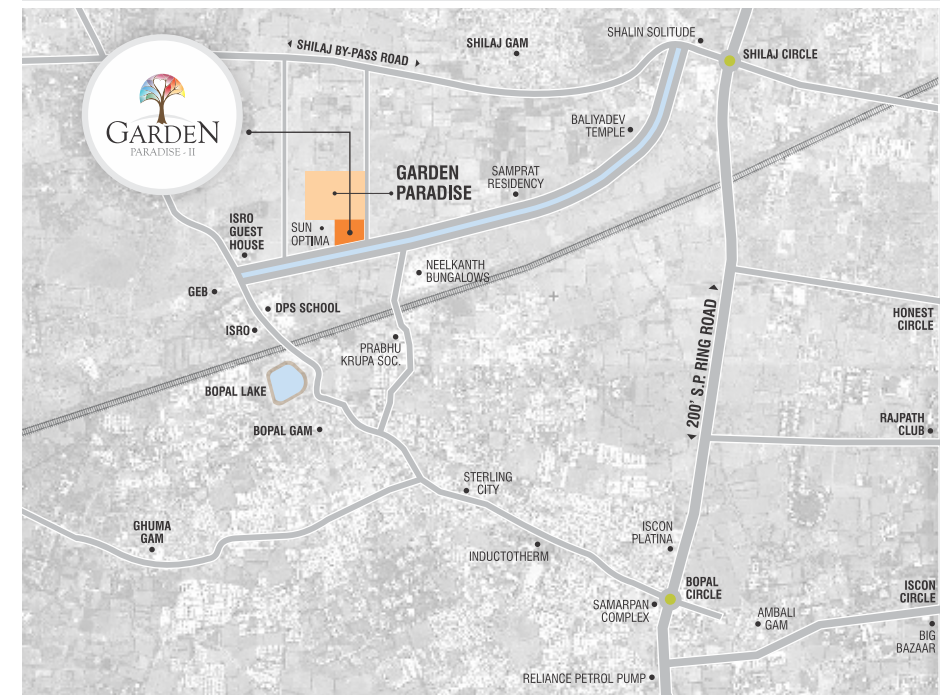 SHALIN SOLITUDE
SHILAJ BY-PASS ROAD
SHILAJ GAM
SHILAJ CIRCLE
GARDEN
PARADISE - II
BALIYADEV
TEMPLE
GARDEN
PARADISE
SAMPRAT
RESIDENCY
ISRO
GUEST
HOUSE
SUN
OPTIMA
NEELKANTH
BUNGALOWS
GEB
DPS SCHOOL
ISRO
HONEST
CIRCLE
PRABHU
KRUPA SOC.
200' S.P. RING ROAD
BOPAL LAKE
BOPAL GAM
RAJPATH
CLUB
STERLING
CITY
GHUMA
GAM
ISCON
PLATINA
INDUCTOTHERM
BOPAL
CIRCLE
ISCON
CIRCLE
SAMARPAN
COMPLEX
AMBALI
GAM
BIG
BAZAAR
RELIANCE PETROL PUMP